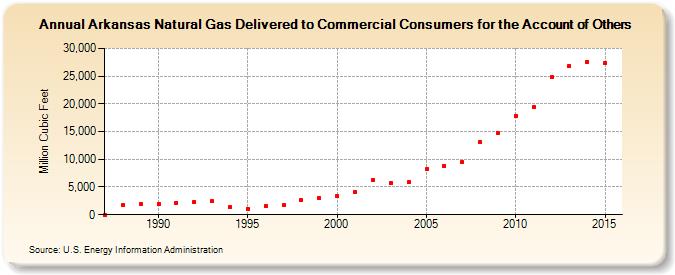 Annual Arkansas Natural Gas Delivered to Commercial Consumers for the Account of Others
Million Cubic Feet
30,000
25,000
20,000
15,000
10,000
5,000
0
1990 1995 2000 2005 2010 2015
Source: U.S. Energy Information Administration